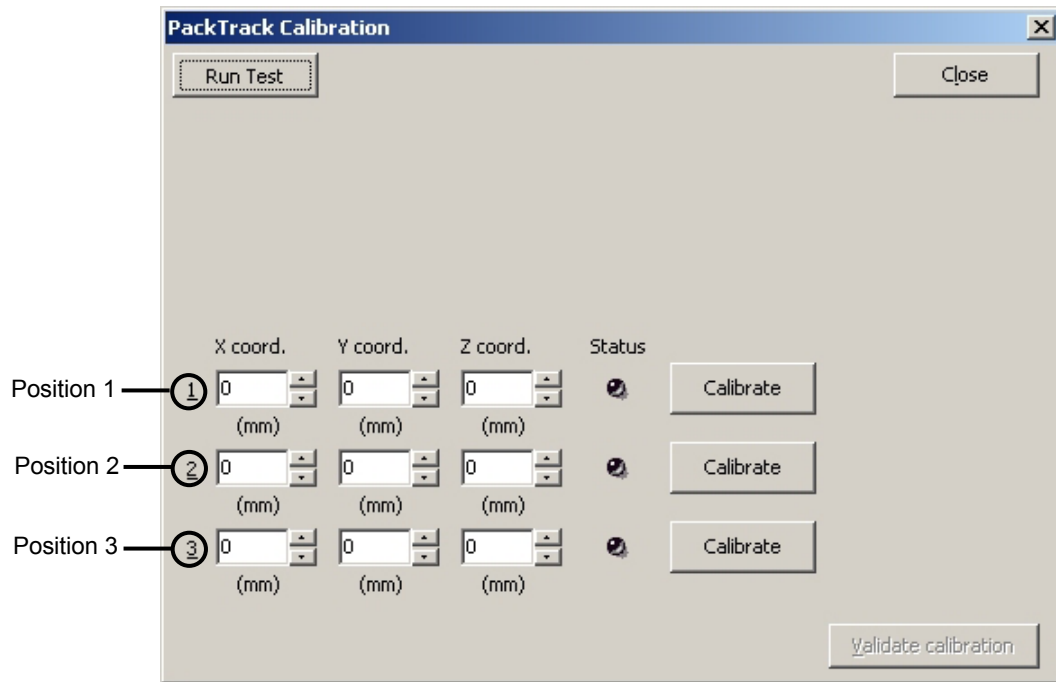 PackTrack Calibration
Run Test
Close
X coord. Y coord. Z coord. Status
Position 1 1 0 0 0 Calibrate
(mm) (mm) (mm)
Position 2 2 0 0 0 Calibrate
(mm) (mm) (mm)
Position 3 3 0 0 0 Calibrate
(mm) (mm) (mm)
Validate calibration